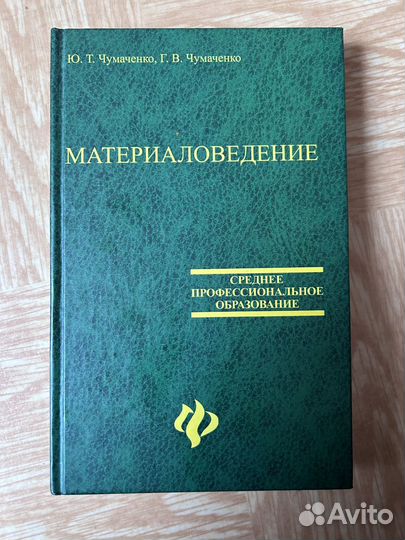 Ю. Т. Чумаченко, Г. В. Чумаченко
МАТЕРИАЛОВЕДЕНИЕ
СРЕДНЕЕ
ПРОФЕССИОНАЛЬНОЕ
ОБРАЗОВАНИЕ
Avito